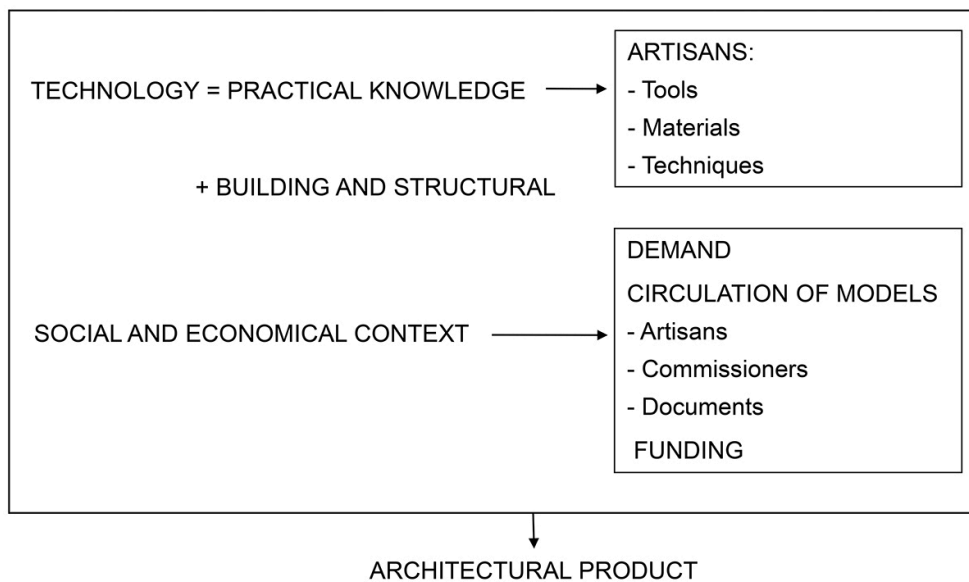 TECHNOLOGY = PRACTICAL KNOWLEDGE
+ BUILDING AND STRUCTURAL
ARTISANS:
- Tools
- Materials
- Techniques
SOCIAL AND ECONOMICAL CONTEXT
DEMAND
CIRCULATION OF MODELS
- Artisans
- Commissioners
- Documents
FUNDING
ARCHITECTURAL PRODUCT